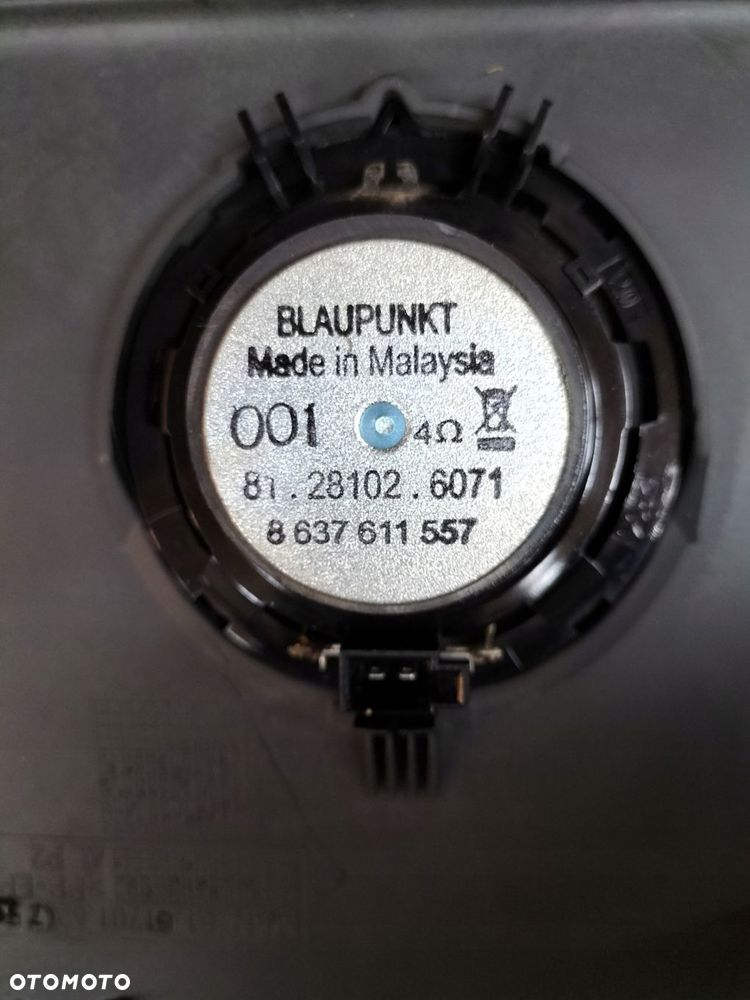 BLAUPUNKT
Made in Malaysia
001 4Ω
81.28102.6071
8 637 611 557
OTOMOTO